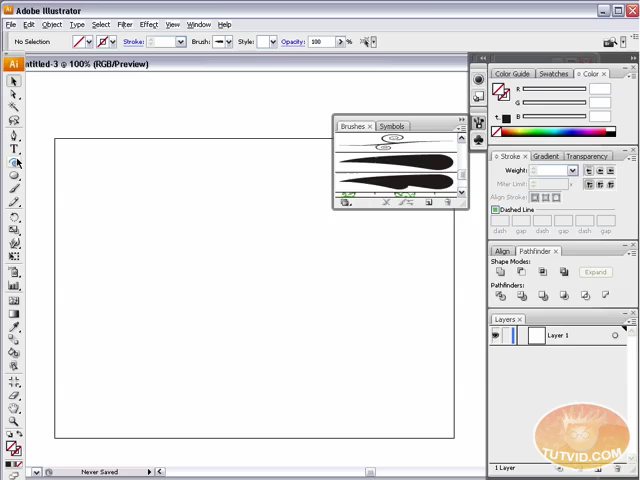 Adobe Illustrator
File Edit Object Type Select Filter Effect View Window Help
No Selection Stroke: Brush: Style: Opacity: 100
Ai
ntitled-3 @ 100% (RGB/Preview)
Brushes × Symbols
Color Guide Swatches Color ×
R
G
B
Stroke × Gradient Transparency
Weight:
Miter Limit: x
Align Stroke:
Dashed Line
dash gap dash gap dash gap
Align Pathfinder ×
Shape Modes:
Expand
Pathfinders:
Layers ×
Layer 1
TUTVID.COM
1 Layer
Never Saved